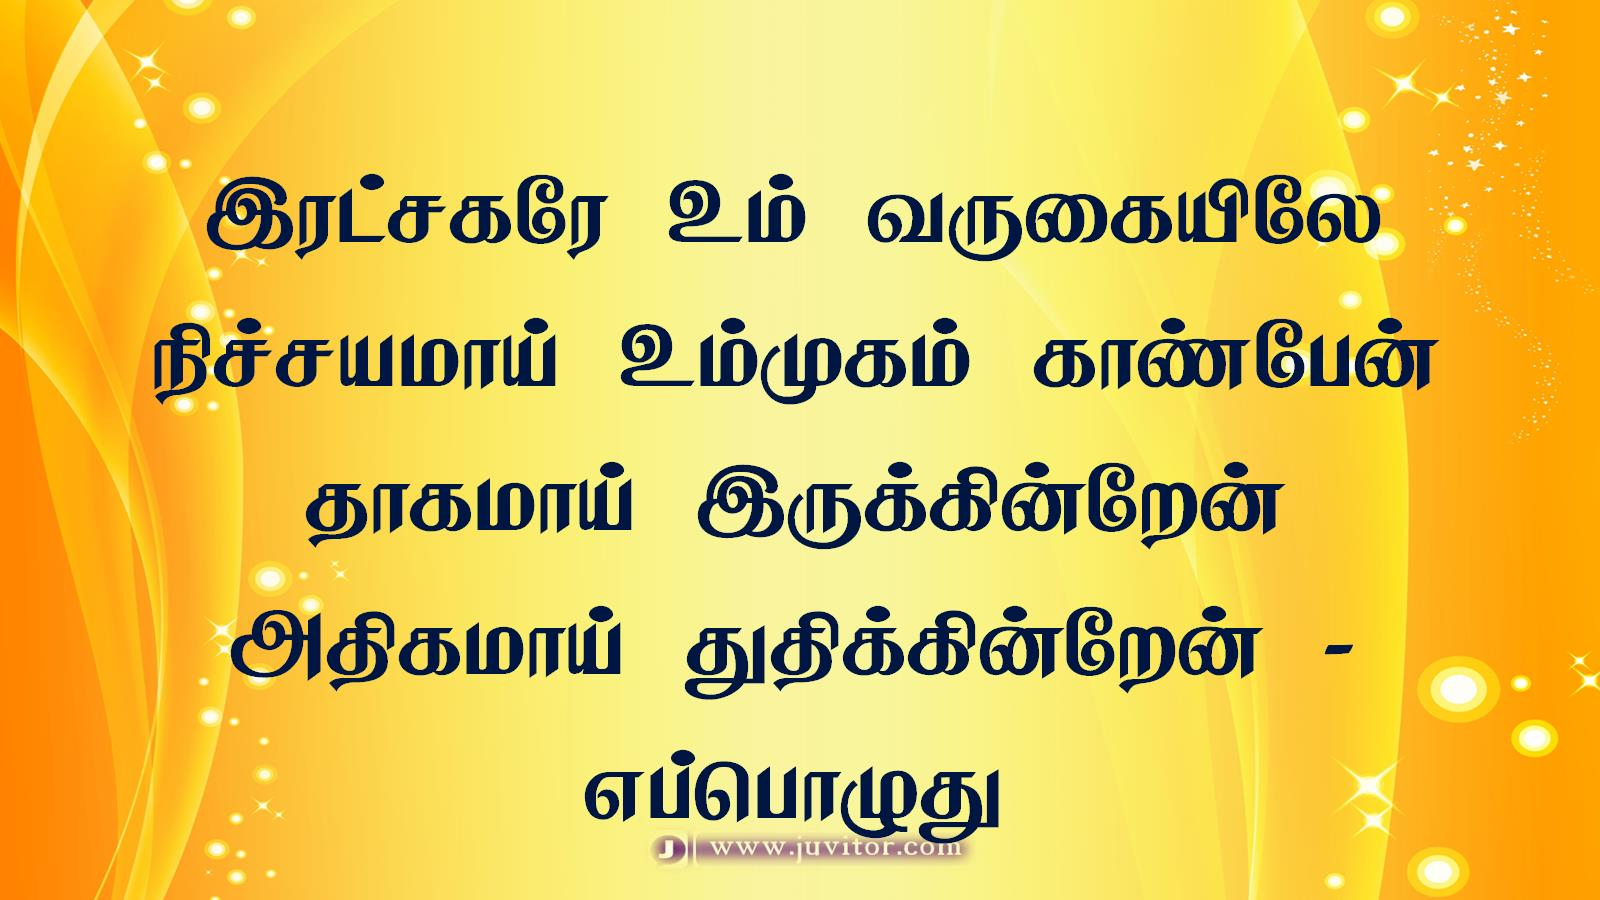 இரட்சகரே உம் வருகையிலே
நிச்சயமாய் உம்முகம் காண்பேன்
தாகமாய் இருக்கின்றேன்
அதிகமாய் துதிக்கின்றேன் -
எப்பொழுது
J www.juvitor.com